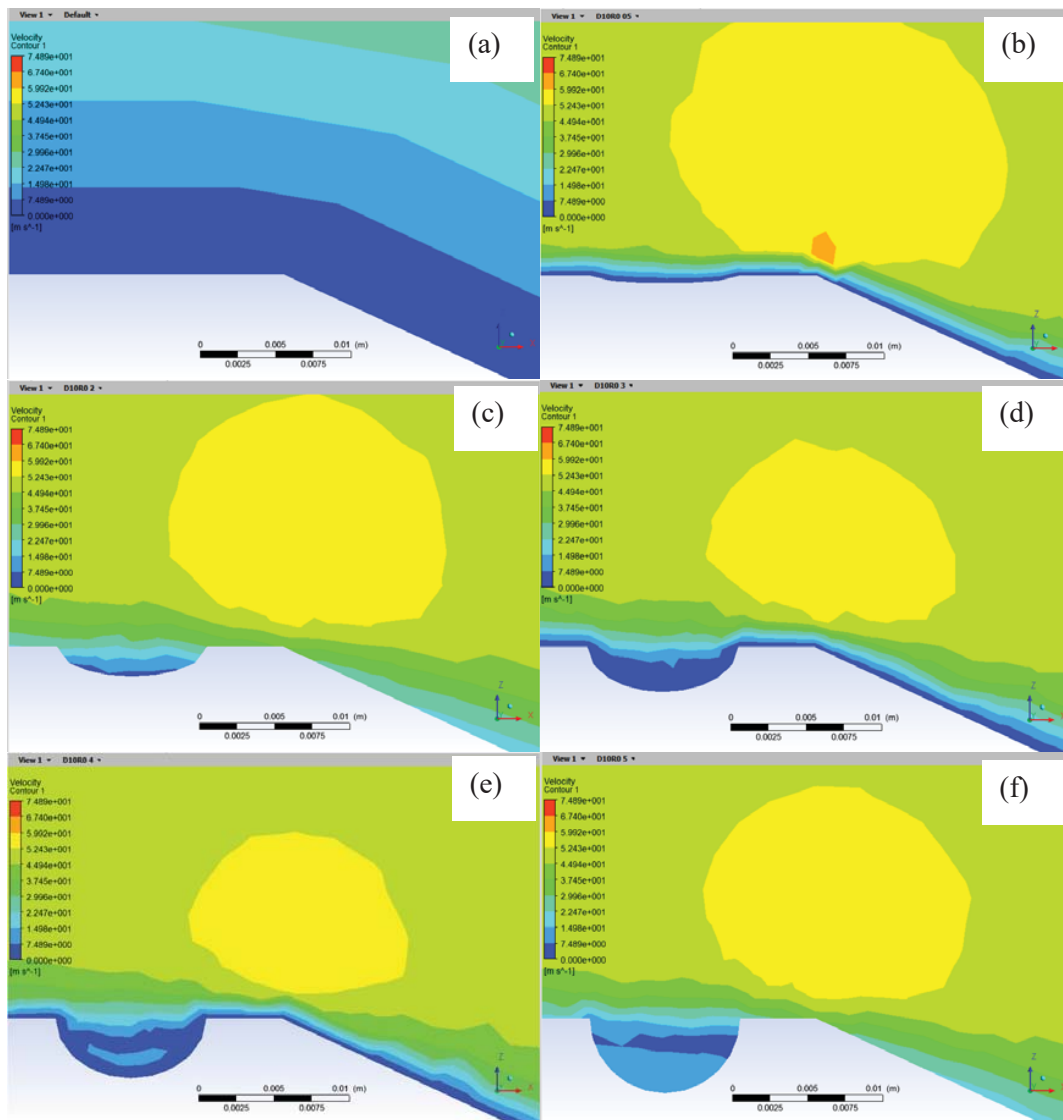 View 1 Default
(a)
Velocity
Contour 1
7.489e+001
6.740e+001
5.992e+001
5.243e+001
4.494e+001
3.745e+001
2.996e+001
2.247e+001
1.498e+001
7.489e+000
0.000e+000
[m s^-1]
0 0.005 0.01 (m)
0.0025 0.0075
View 1 D10R0 05
(b)
Velocity
Contour 1
7.489e+001
6.740e+001
5.992e+001
5.243e+001
4.494e+001
3.745e+001
2.996e+001
2.247e+001
1.498e+001
7.489e+000
0.000e+000
[m s^-1]
Z
X
0 0.005 0.01 (m)
0.0025 0.0075
View 1 D10R0 2
(c)
Velocity
Contour 1
7.489e+001
6.740e+001
5.992e+001
5.243e+001
4.494e+001
3.745e+001
2.996e+001
2.247e+001
1.498e+001
7.489e+000
0.000e+000
[m s^-1]
Z
X
0 0.005 0.01 (m)
0.0025 0.0075
View 1 D10R0 3
(d)
Velocity
Contour 1
7.489e+001
6.740e+001
5.992e+001
5.243e+001
4.494e+001
3.745e+001
2.996e+001
2.247e+001
1.498e+001
7.489e+000
0.000e+000
[m s^-1]
Z
X
0 0.005 0.01 (m)
0.0025 0.0075
View 1 D10R0 4
(e)
Velocity
Contour 1
7.489e+001
6.740e+001
5.992e+001
5.243e+001
4.494e+001
3.745e+001
2.996e+001
2.247e+001
1.498e+001
7.489e+000
0.000e+000
[m s^-1]
Z
X
0 0.005 0.01 (m)
0.0025 0.0075
View 1 D10R0 5
(f)
Velocity
Contour 1
7.489e+001
6.740e+001
5.992e+001
5.243e+001
4.494e+001
3.745e+001
2.996e+001
2.247e+001
1.498e+001
7.489e+000
0.000e+000
[m s^-1]
Z
X
0 0.005 0.01 (m)
0.0025 0.0075